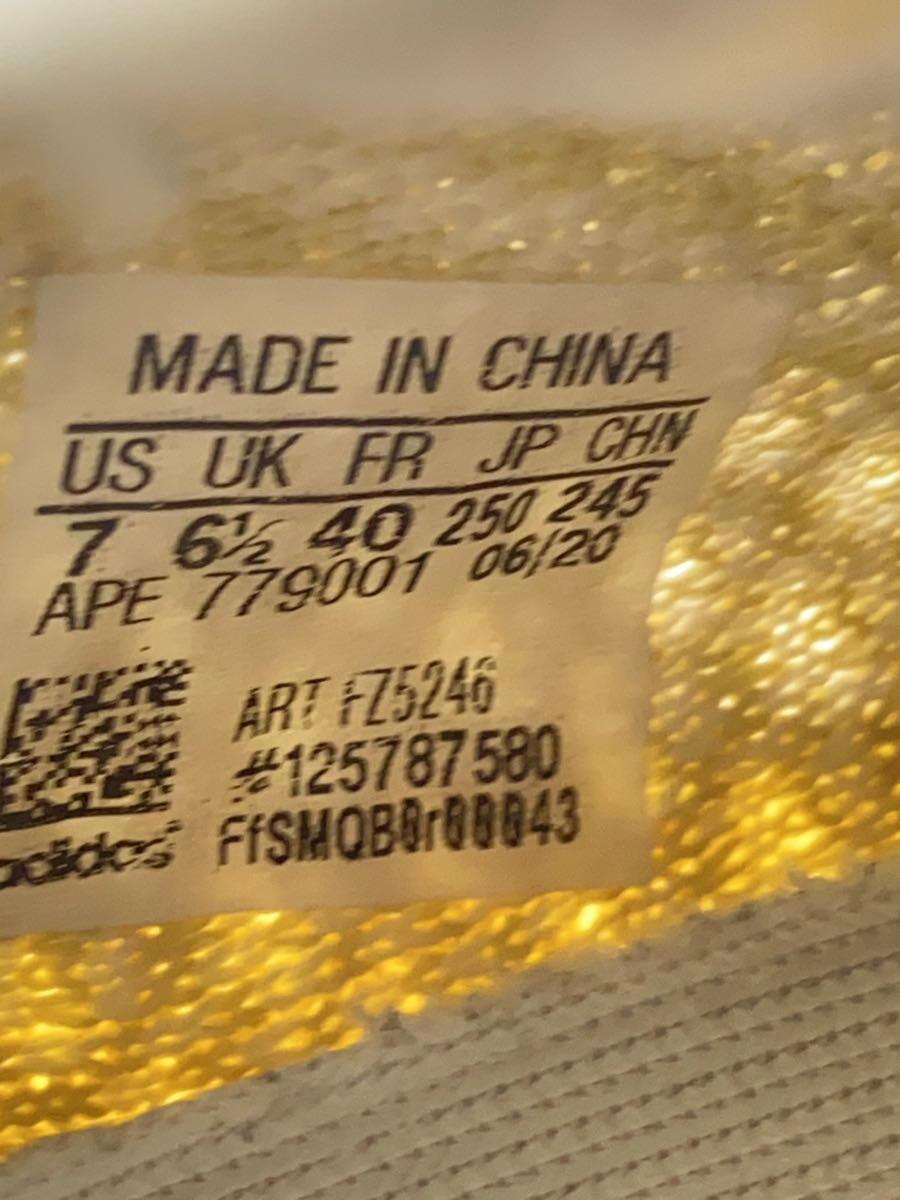 MADE IN CHINA
US UK FR JP CHN
7 6½ 40 250 245
APE 779001 06/20
ART FZ5246
#125787580
FfSMQB0r00043
adidas